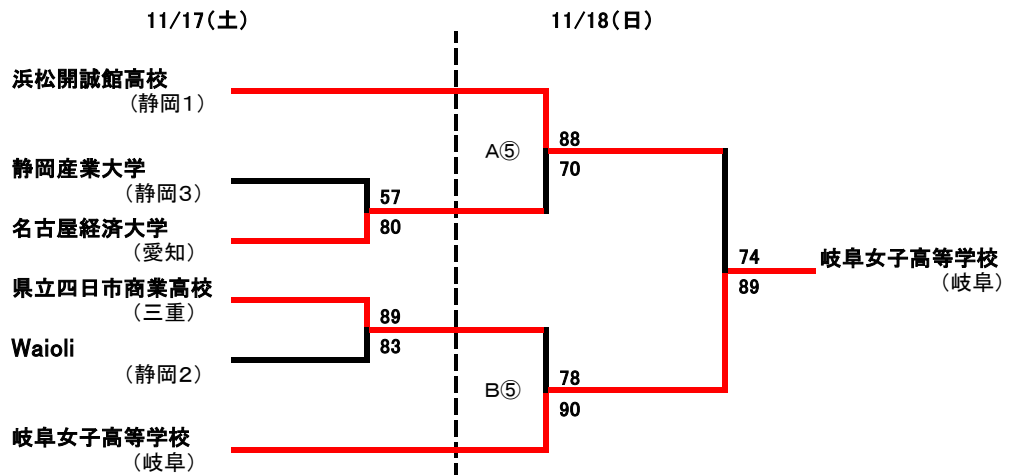 11/17(土)
11/18(日)
浜松開誠館高校
(静岡1)
88
A⑤
70
静岡産業大学
(静岡3)
57
80
名古屋経済大学
(愛知)
74
岐阜女子高等学校
89
(岐阜)
県立四日市商業高校
(三重)
89
83
Waioli
(静岡2)
78
B⑤
90
岐阜女子高等学校
(岐阜)